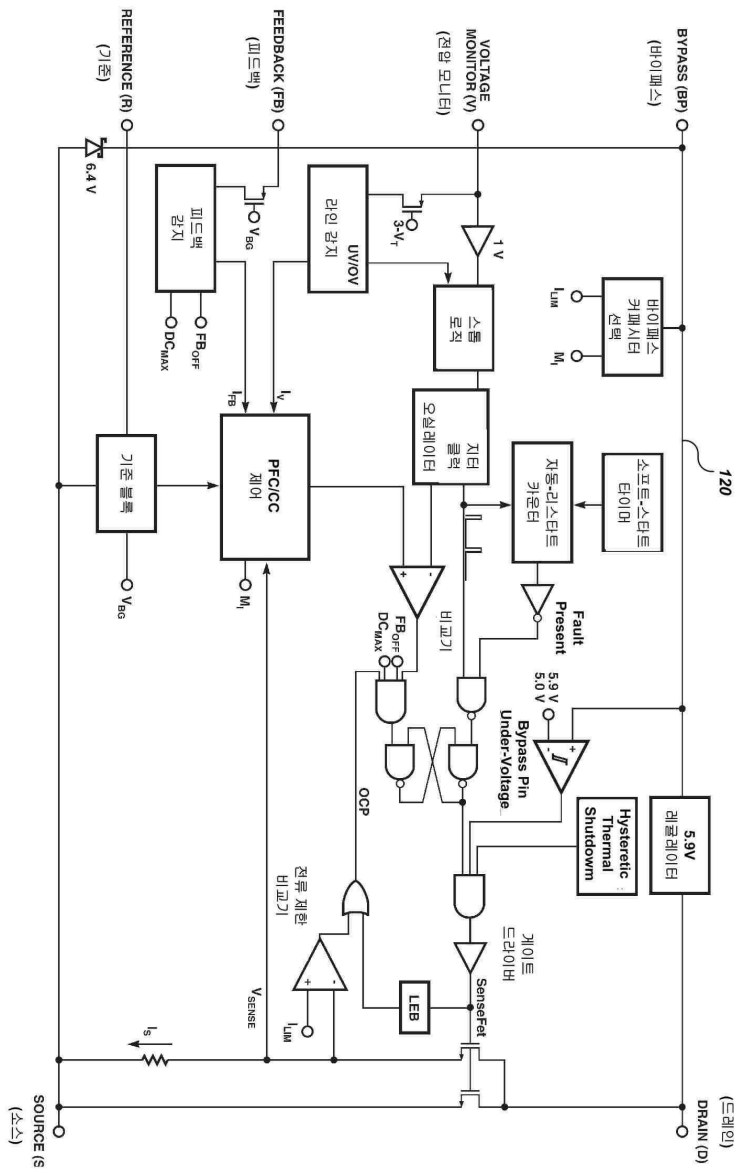 BYPASS (BP)
(바이패스)
VOLTAGE
MONITOR (V)
(전압 모니터)
FEEDBACK (FB)
(피드백)
REFERENCE (R)
(기준)
6.4 V
120
DRAIN (D)
(드레인)
SOURCE (S
(소스)
바이패스
커패시터
선택
I_LIM
M_I
소프트-스타트
타이머
자동-리스타트
카운터
Fault
Present
5.9 V
5.0 V
+
-
Bypass Pin
Under-Voltage
5.9V
레귤레이터
Hysteretic
Thermal
Shutdowm
1 V
스톱
로직
지터
클럭
오실레이터
3-V_T
라인 감지
UV/OV
V_BG
피드백
감지
FB_OFF
DC_MAX
I_V
I_FB
PFC/CC
제어
M_I
기준 블록
V_BG
-
+
비교기
FB_OFF
DC_MAX
OCP
게이트
드라이버
SenseFet
LEB
전류 제한
비교기
-
+
I_LIM
V_SENSE
I_S